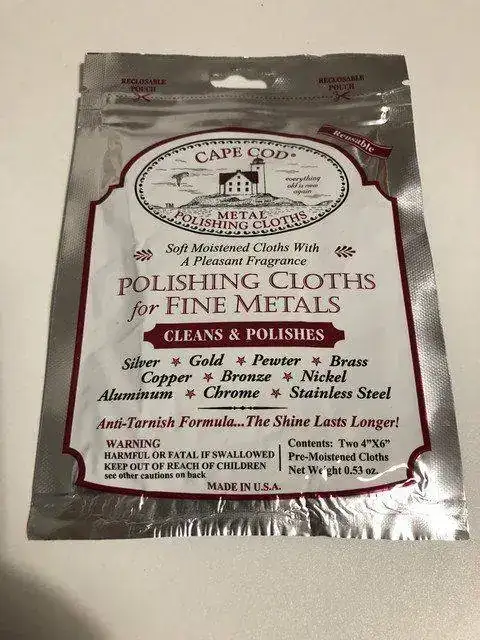 RECLOSABLE POUCH
RECLOSABLE POUCH
Reusable
CAPE COD®
everything
old is new
again
METAL
POLISHING CLOTHS
Soft Moistened Cloths With
A Pleasant Fragrance
POLISHING CLOTHS
for FINE METALS
CLEANS & POLISHES
Silver ★ Gold ★ Pewter ★ Brass
Copper ★ Bronze ★ Nickel
Aluminum ★ Chrome ★ Stainless Steel
Anti-Tarnish Formula...The Shine Lasts Longer!
WARNING
HARMFUL OR FATAL IF SWALLOWED
KEEP OUT OF REACH OF CHILDREN
see other cautions on back
Contents: Two 4"X6"
Pre-Moistened Cloths
Net Weight 0.53 oz.
MADE IN U.S.A.